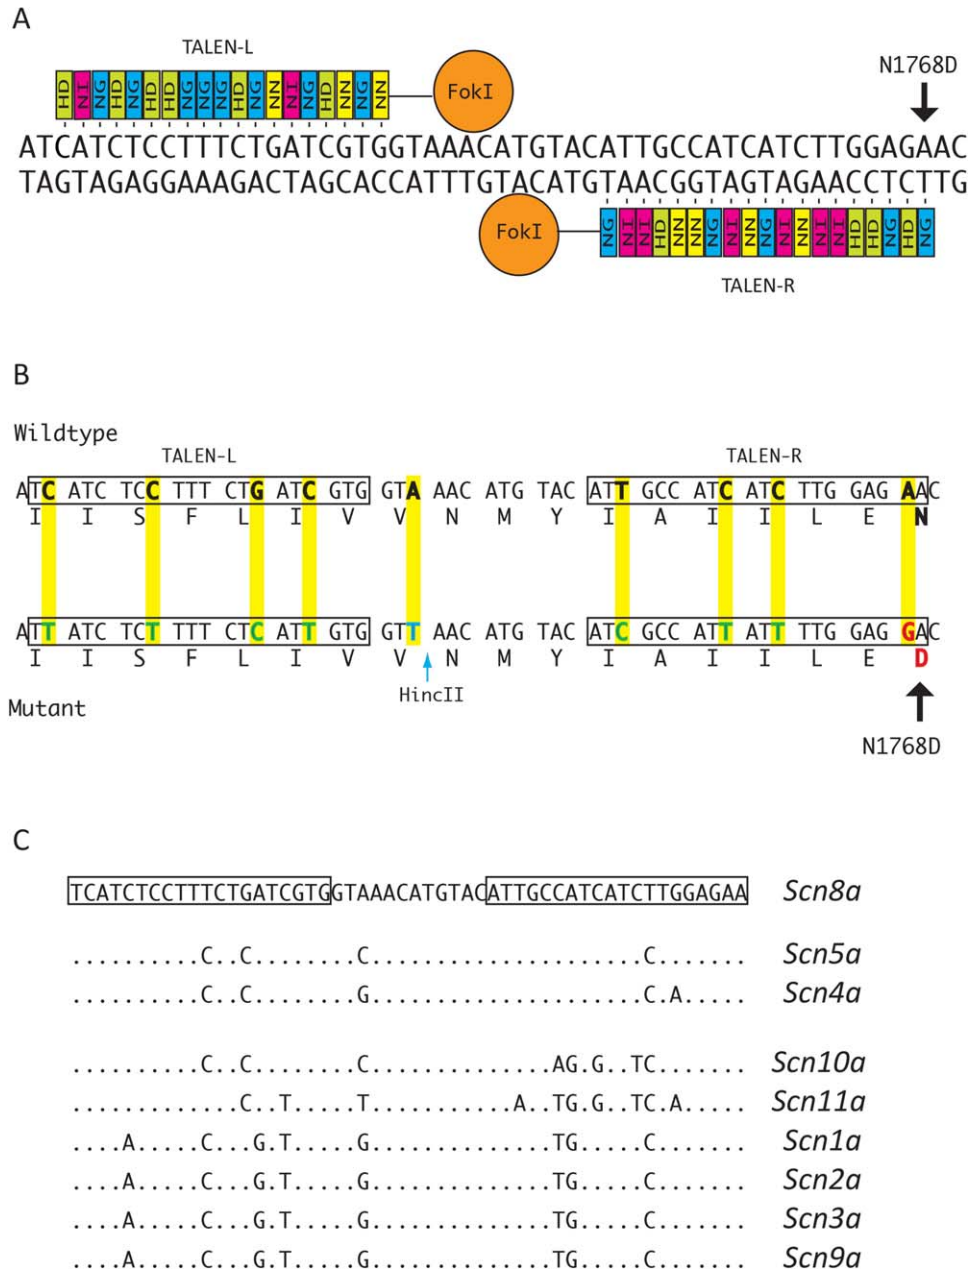 A
TALEN-L
N1768D
HD NI NG HD NG HD HD NG NG NG HD NG NN NI NG HD NN NG NN
FokI
ATCATCTCCTTTCTGATCGTGGTAAACATGTACATTGCCATCATCTTGGAGAAC
TAGTAGAGGAAAGACTAGCACCATTTGTACATGTAACGGTAGTAGAACCTCTTG
FokI
NG NI NI HD NN NN NG NI NN NG NI NN NI NI HD HD NG HD NG
TALEN-R
B
Wildtype
TALEN-L TALEN-R
ATC ATC TCC TTT CTG ATC GTG GTA AAC ATG TAC ATT GCC ATC ATC TTG GAG AAC
I I S F L I V V N M Y I A I I L E N
ATT ATC TCT TTT CTC ATT GTG GTT AAC ATG TAC ATC GCC ATT ATT TTG GAG GAC
I I S F L I V V N M Y I A I I L E D
HincII
Mutant
N1768D
C
TCATCTCCTTTCTGATCGTGGTAAACATGTACATTGCCATCATCTTGGAGAA Scn8a
..........C..C........C.....................C....... Scn5a
..........C..C........G.....................C.A..... Scn4a
..........C..C........C..............AG.G..TC....... Scn10a
.............C..T.....T...........A..TG.G..TC.A..... Scn11a
....A.....C...G.T.....G..............TG.....C....... Scn1a
....A.....C...G.T.....G..............TG.....C....... Scn2a
....A.....C...G.T.....G..............TG.....C....... Scn3a
....A.....C...G.T.....G..............TG.....C....... Scn9a